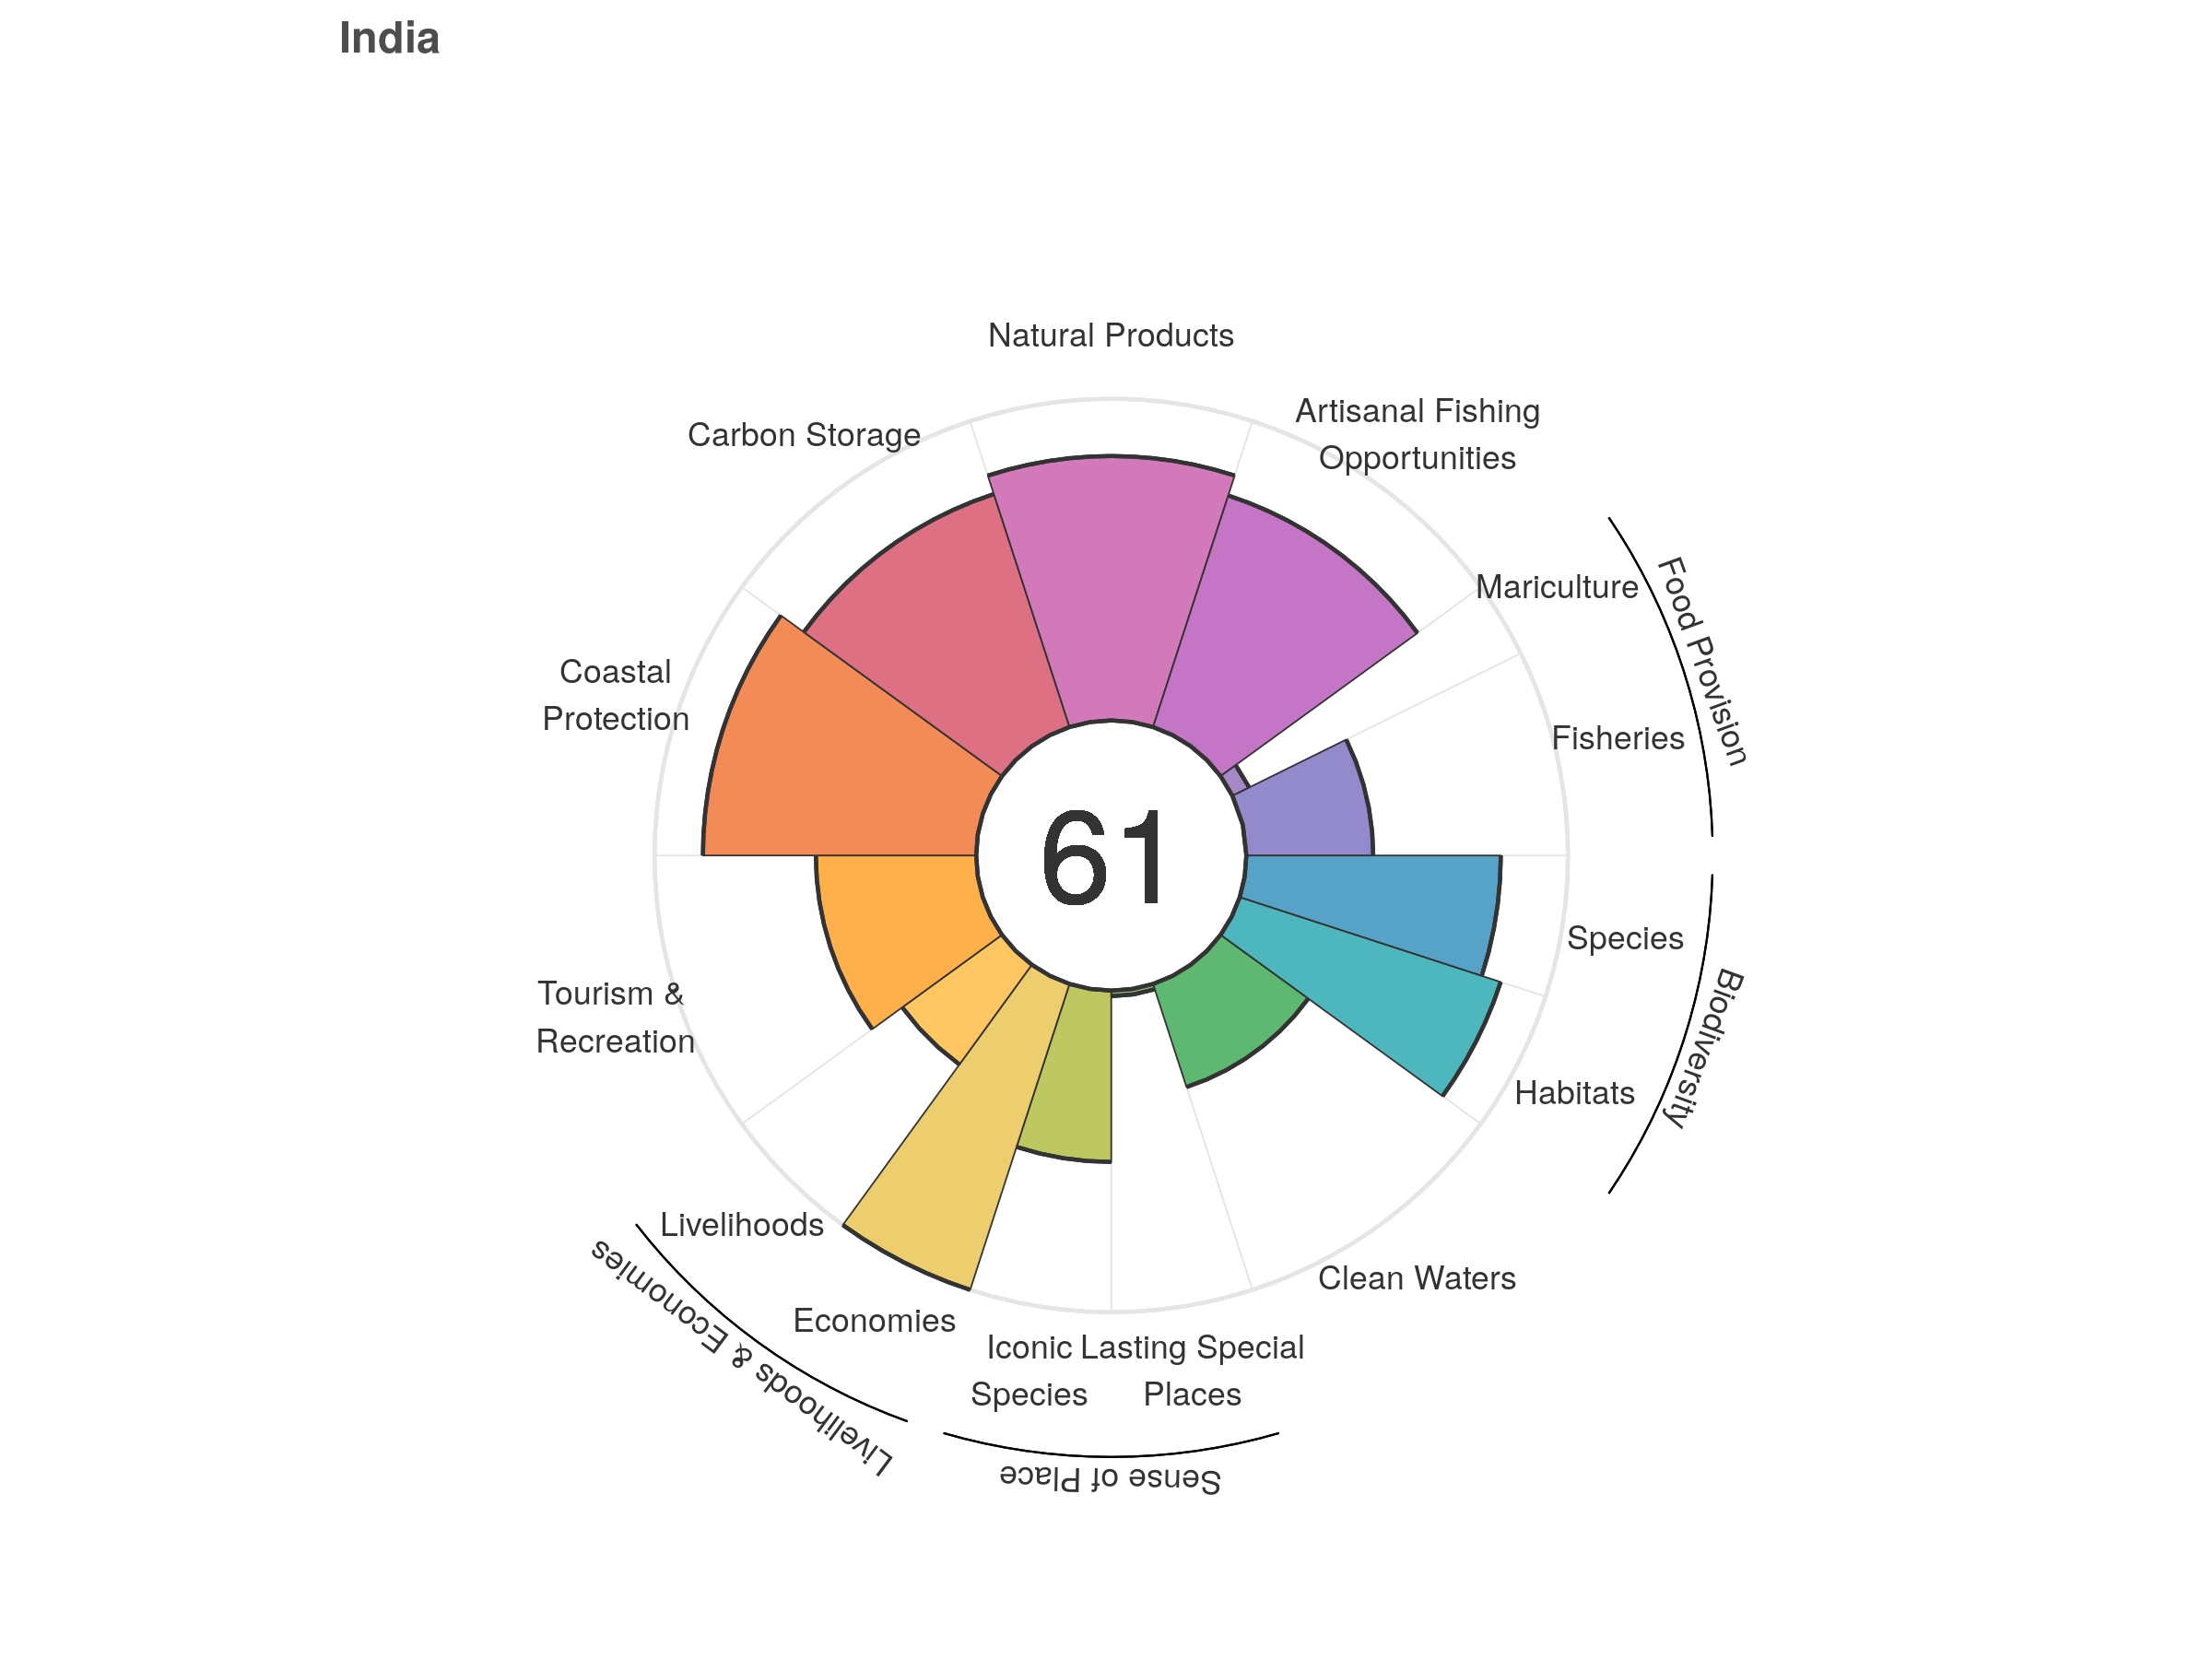 India
Natural Products
Artisanal Fishing
Opportunities
Carbon Storage
Mariculture
Food Provision
Coastal
Protection
Fisheries
61
Species
Biodiversity
Tourism &
Recreation
Habitats
Livelihoods
Clean Waters
Economies
Livelihoods & Economies
Iconic
Species
Lasting Special
Places
Sense of Place